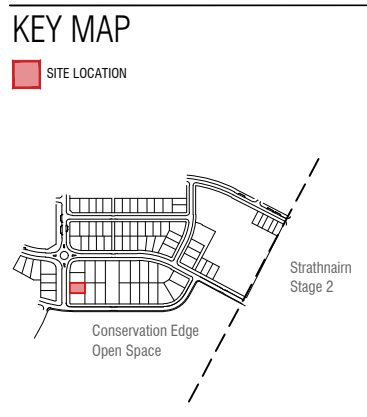 KEY MAP
SITE LOCATION
Strathnairn
Stage 2
Conservation Edge
Open Space